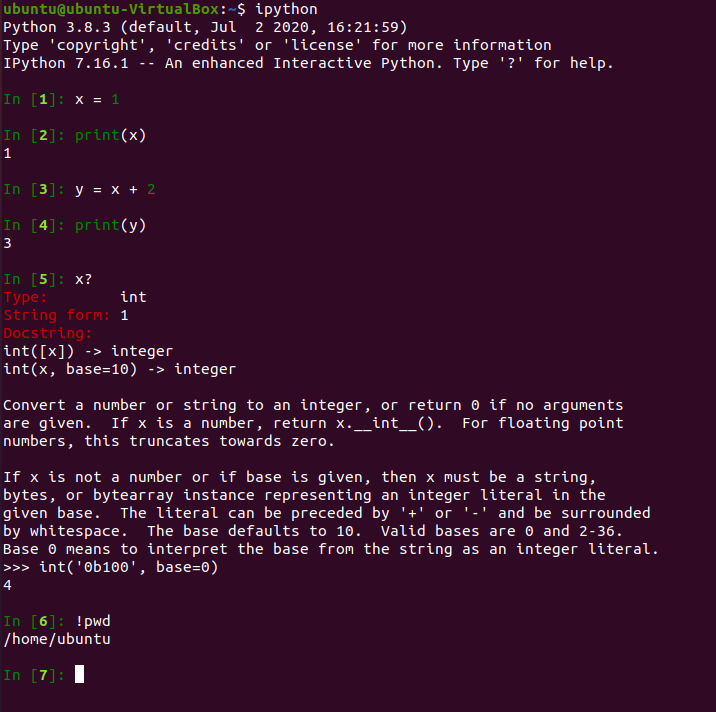 ubuntu@ubuntu-VirtualBox:~$ ipython
Python 3.8.3 (default, Jul  2 2020, 16:21:59)
Type 'copyright', 'credits' or 'license' for more information
IPython 7.16.1 -- An enhanced Interactive Python. Type '?' for help.

In [1]: x = 1

In [2]: print(x)
1

In [3]: y = x + 2

In [4]: print(y)
3

In [5]: x?
Type:        int
String form: 1
Docstring:
int([x]) -> integer
int(x, base=10) -> integer

Convert a number or string to an integer, or return 0 if no arguments
are given.  If x is a number, return x.__int__().  For floating point
numbers, this truncates towards zero.

If x is not a number or if base is given, then x must be a string,
bytes, or bytearray instance representing an integer literal in the
given base.  The literal can be preceded by '+' or '-' and be surrounded
by whitespace.  The base defaults to 10.  Valid bases are 0 and 2-36.
Base 0 means to interpret the base from the string as an integer literal.
>>> int('0b100', base=0)
4

In [6]: !pwd
/home/ubuntu

In [7]: